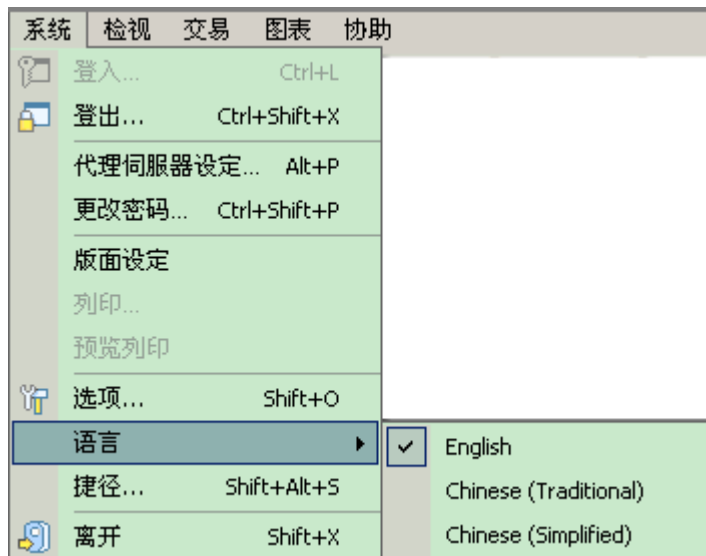 系统 检视 交易 图表 协助
登入... Ctrl+L
登出... Ctrl+Shift+X
代理伺服器设定... Alt+P
更改密码... Ctrl+Shift+P
版面设定
列印...
预览列印
选项... Shift+O
语言
English
捷径... Shift+Alt+S
Chinese (Traditional)
离开 Shift+X
Chinese (Simplified)